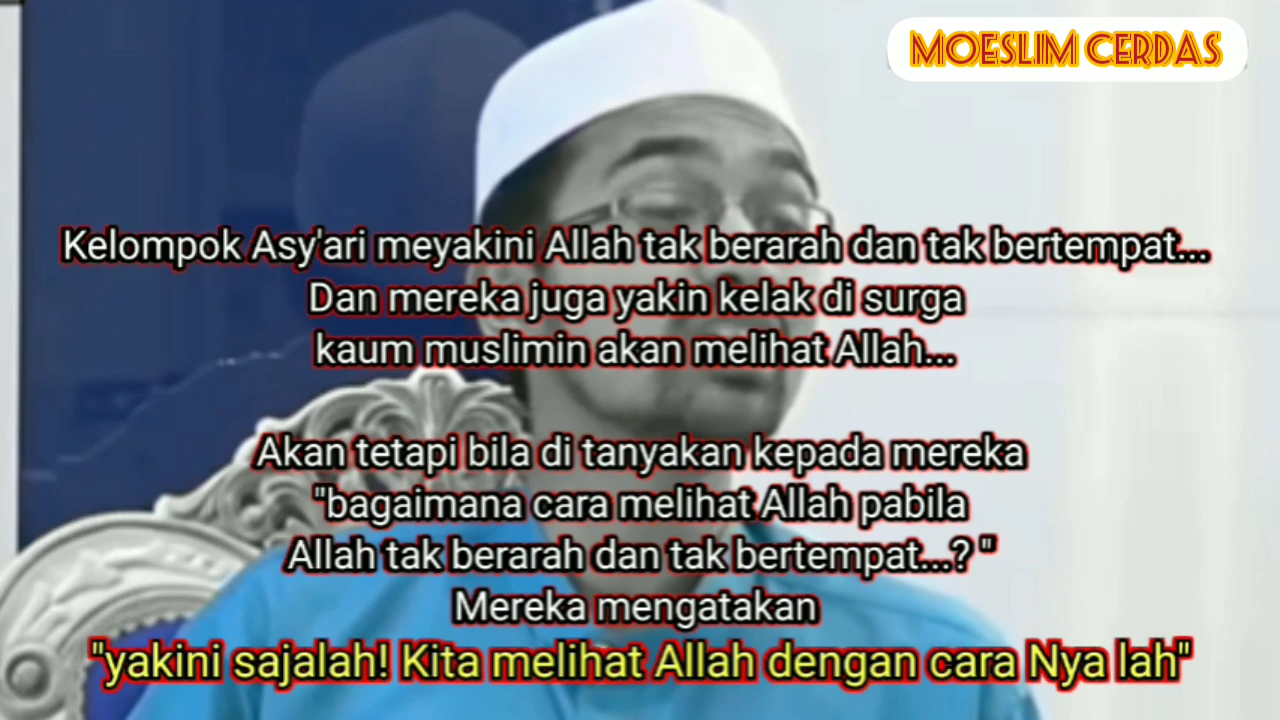 MOESLIM CERDAS
Kelompok Asy'ari meyakini Allah tak berarah dan tak bertempat...
Dan mereka juga yakin kelak di surga
kaum muslimin akan melihat Allah...
Akan tetapi bila di tanyakan kepada mereka
"bagaimana cara melihat Allah pabila
Allah tak berarah dan tak bertempat...? "
Mereka mengatakan
"yakini sajalah! Kita melihat Allah dengan cara Nya lah"